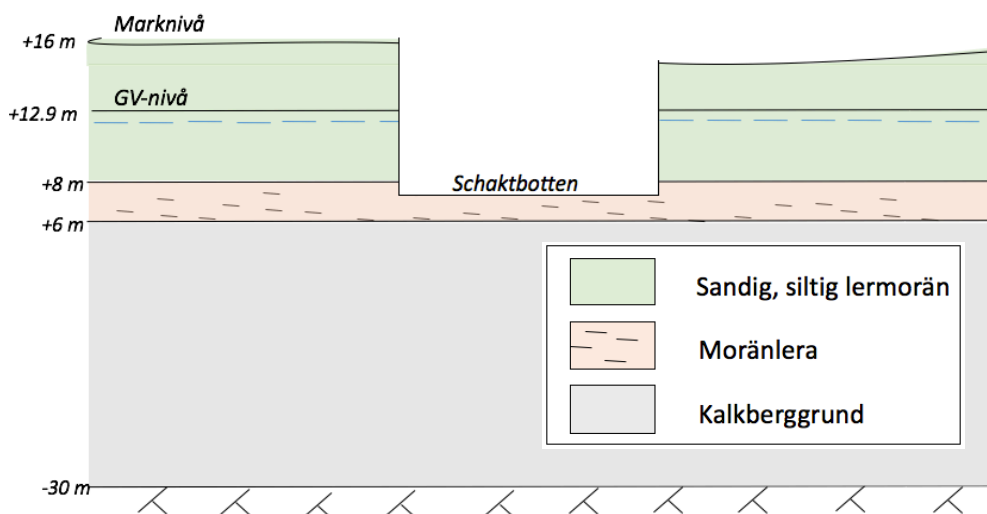 Marknivå
+16 m
GV-nivå
+12.9 m
+8 m
Schaktbotten
+6 m
Sandig, siltig lermorän
Moränlera
Kalkberggrund
-30 m